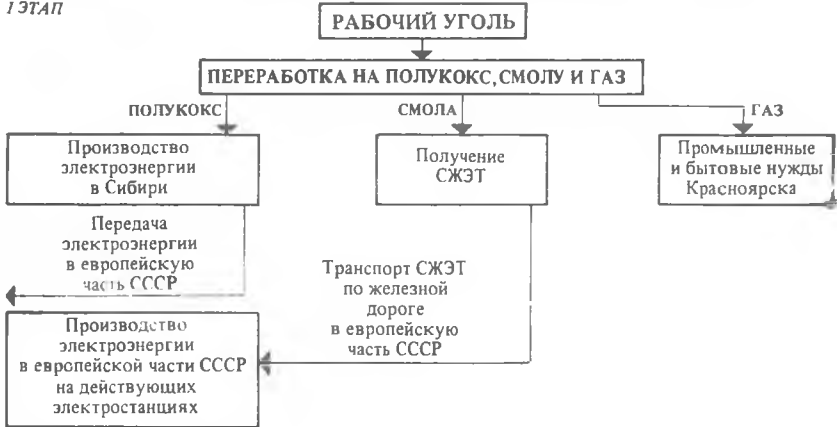 I ЭТАП
РАБОЧИЙ УГОЛЬ
ПЕРЕРАБОТКА НА ПОЛУКОКС, СМОЛУ И ГАЗ
ПОЛУКОКС
СМОЛА
ГАЗ
Производство
электроэнергии
в Сибири
Получение
СЖЭТ
Промышленные
и бытовые нужды
Красноярска
Передача
электроэнергии
в европейскую
часть СССР
Транспорт СЖЭТ
по железной
дороге
в европейскую
часть СССР
Производство
электроэнергии
в европейской части СССР
на действующих
электростанциях